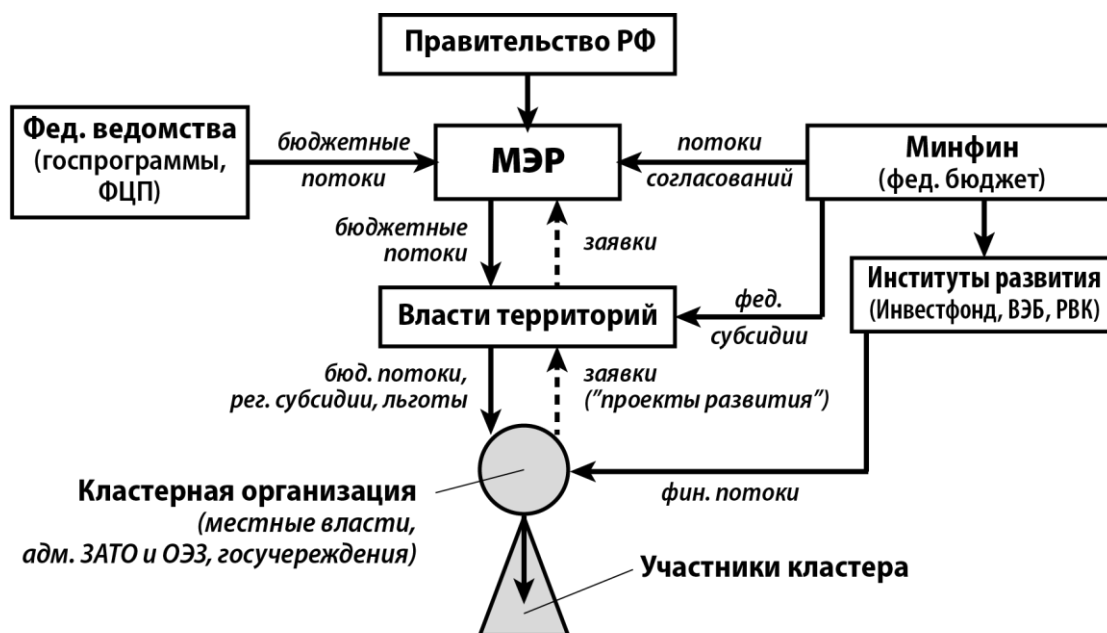 Правительство РФ
Фед. ведомства
(госпрограммы,
ФЦП)
бюджетные
потоки
МЭР
потоки
согласований
Минфин
(фед. бюджет)
бюджетные
потоки
заявки
Институты развития
(Инвестфонд, ВЭБ, РВК)
Власти территорий
фед.
субсидии
бюд. потоки,
рег. субсидии, льготы
заявки
(”проекты развития”)
Кластерная организация
(местные власти,
адм. ЗАТО и ОЭЗ, госучереждения)
фин. потоки
Участники кластера